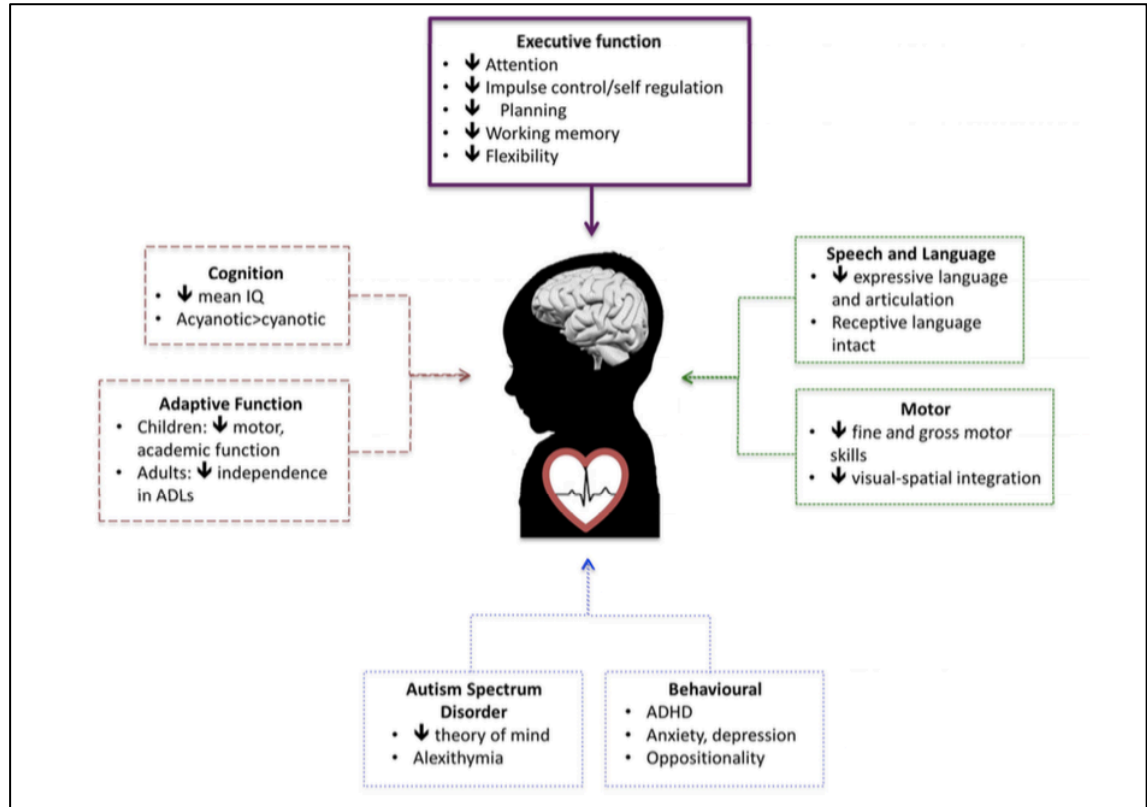 Executive function
• 🡇 Attention
• 🡇 Impulse control/self regulation
• 🡇 Planning
• 🡇 Working memory
• 🡇 Flexibility
Cognition
• 🡇 mean IQ
• Acyanotic>cyanotic
Adaptive Function
• Children: 🡇 motor,
academic function
• Adults: 🡇 independence
in ADLs
Speech and Language
• 🡇 expressive language
and articulation
• Receptive language
intact
Motor
• 🡇 fine and gross motor
skills
• 🡇 visual-spatial integration
Autism Spectrum
Disorder
• 🡇 theory of mind
• Alexithymia
Behavioural
• ADHD
• Anxiety, depression
• Oppositionality